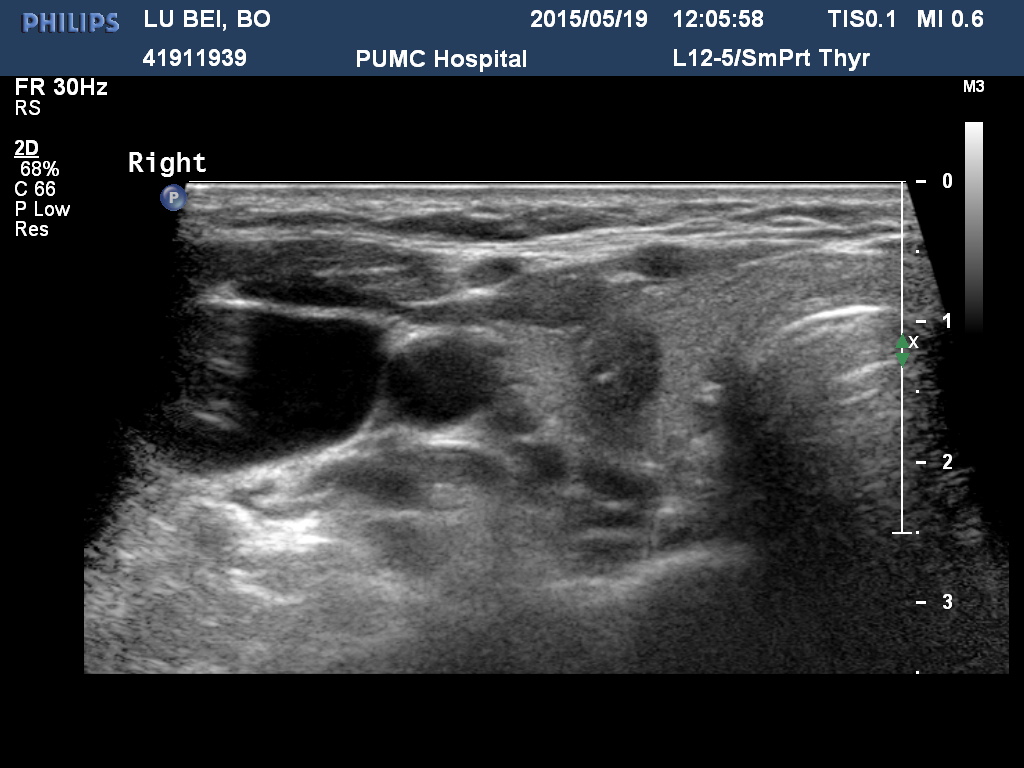 PHILIPS LU BEI, BO 2015/05/19 12:05:58 TIS0.1 MI 0.6
41911939 PUMC Hospital L12-5/SmPrt Thyr
FR 30Hz M3
RS
2D
68%
C 66
P Low
Res
Right
P
0
1
X
2
3